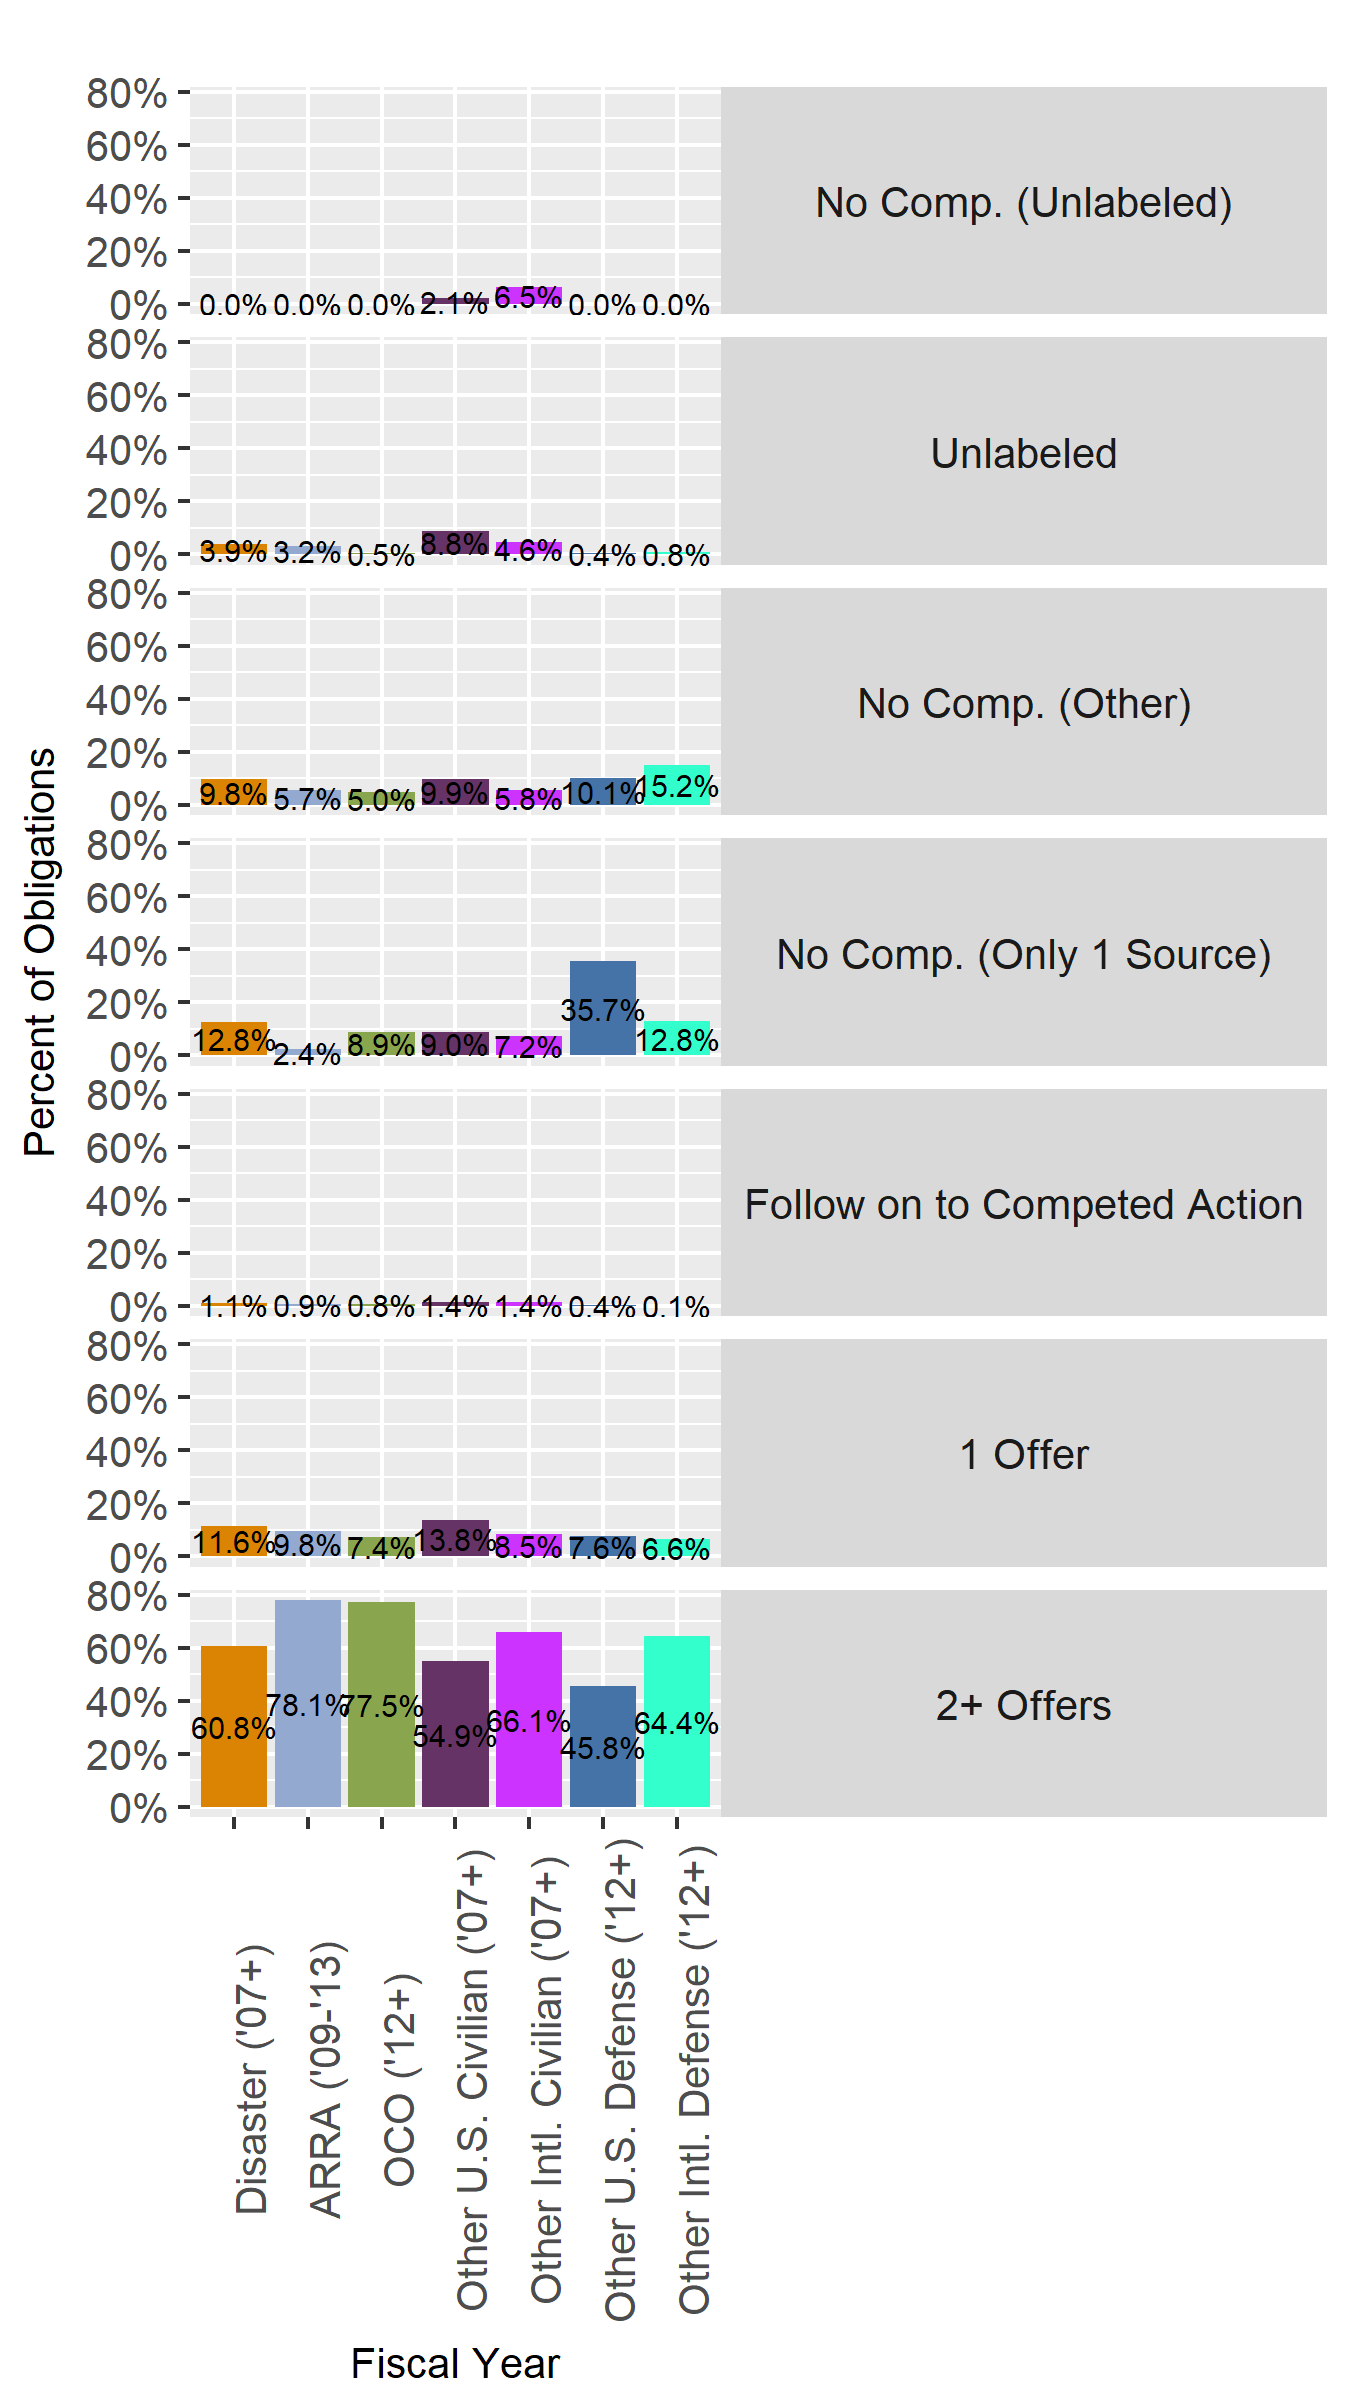 80%
60%
40%
20%
0%
0.0% 0.0% 0.0% 2.1% 6.5% 0.0% 0.0%
No Comp. (Unlabeled)
80%
60%
40%
20%
0%
3.9% 3.2% 0.5% 8.8% 4.6% 0.4% 0.8%
Unlabeled
80%
60%
40%
20%
0%
9.8% 5.7% 5.0% 9.9% 5.8% 10.1% 15.2%
No Comp. (Other)
80%
60%
40%
20%
0%
12.8% 2.4% 8.9% 9.0% 7.2% 35.7% 12.8%
No Comp. (Only 1 Source)
80%
60%
40%
20%
0%
1.1% 0.9% 0.8% 1.4% 1.4% 0.4% 0.1%
Follow on to Competed Action
80%
60%
40%
20%
0%
11.6% 9.8% 7.4% 13.8% 8.5% 7.6% 6.6%
1 Offer
80%
60%
40%
20%
0%
60.8% 78.1% 77.5% 54.9% 66.1% 45.8% 64.4%
2+ Offers
Percent of Obligations
Disaster ('07+)
ARRA ('09-'13)
OCO ('12+)
Other U.S. Civilian ('07+)
Other Intl. Civilian ('07+)
Other U.S. Defense ('12+)
Other Intl. Defense ('12+)
Fiscal Year